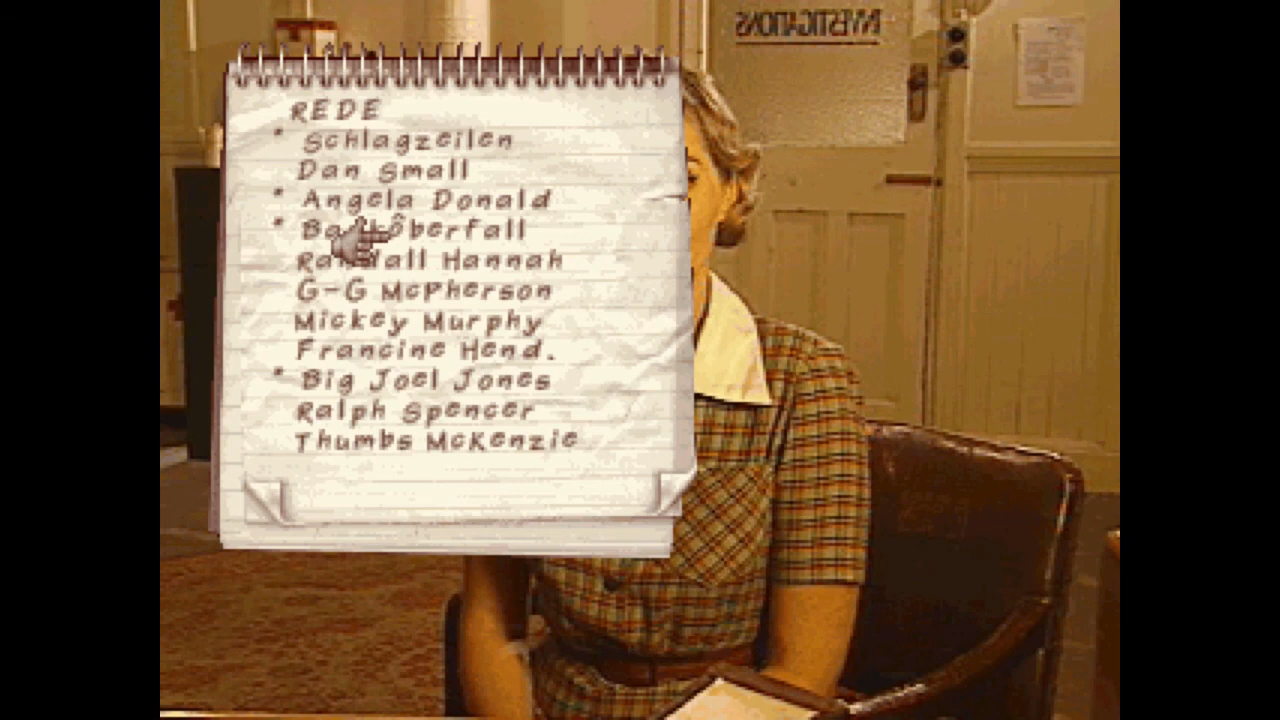 INVESTIGATIONS
REDE
* Schlagzeilen
Dan Small
* Angela Donald
* Hannah
G-G McPherson
Mickey Murphy
Francine Hend.
* Big Joel Jones
Ralph Spencer
Thumbs McKenzie